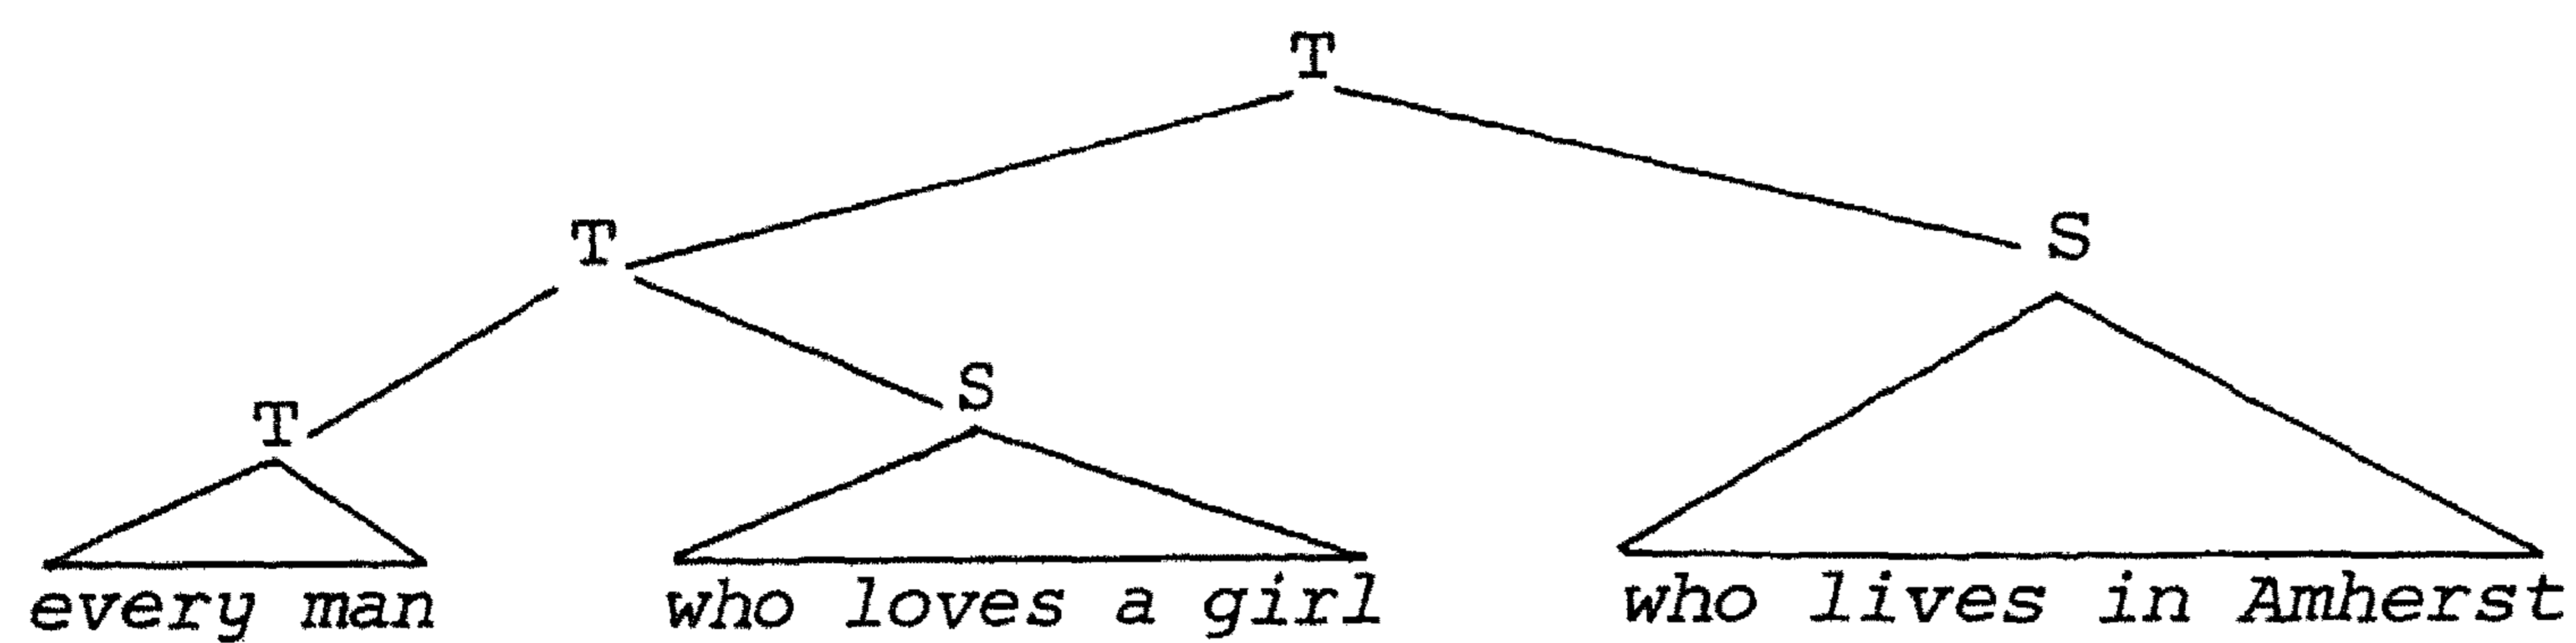 T
T S
T S
every man who loves a girl who lives in Amherst